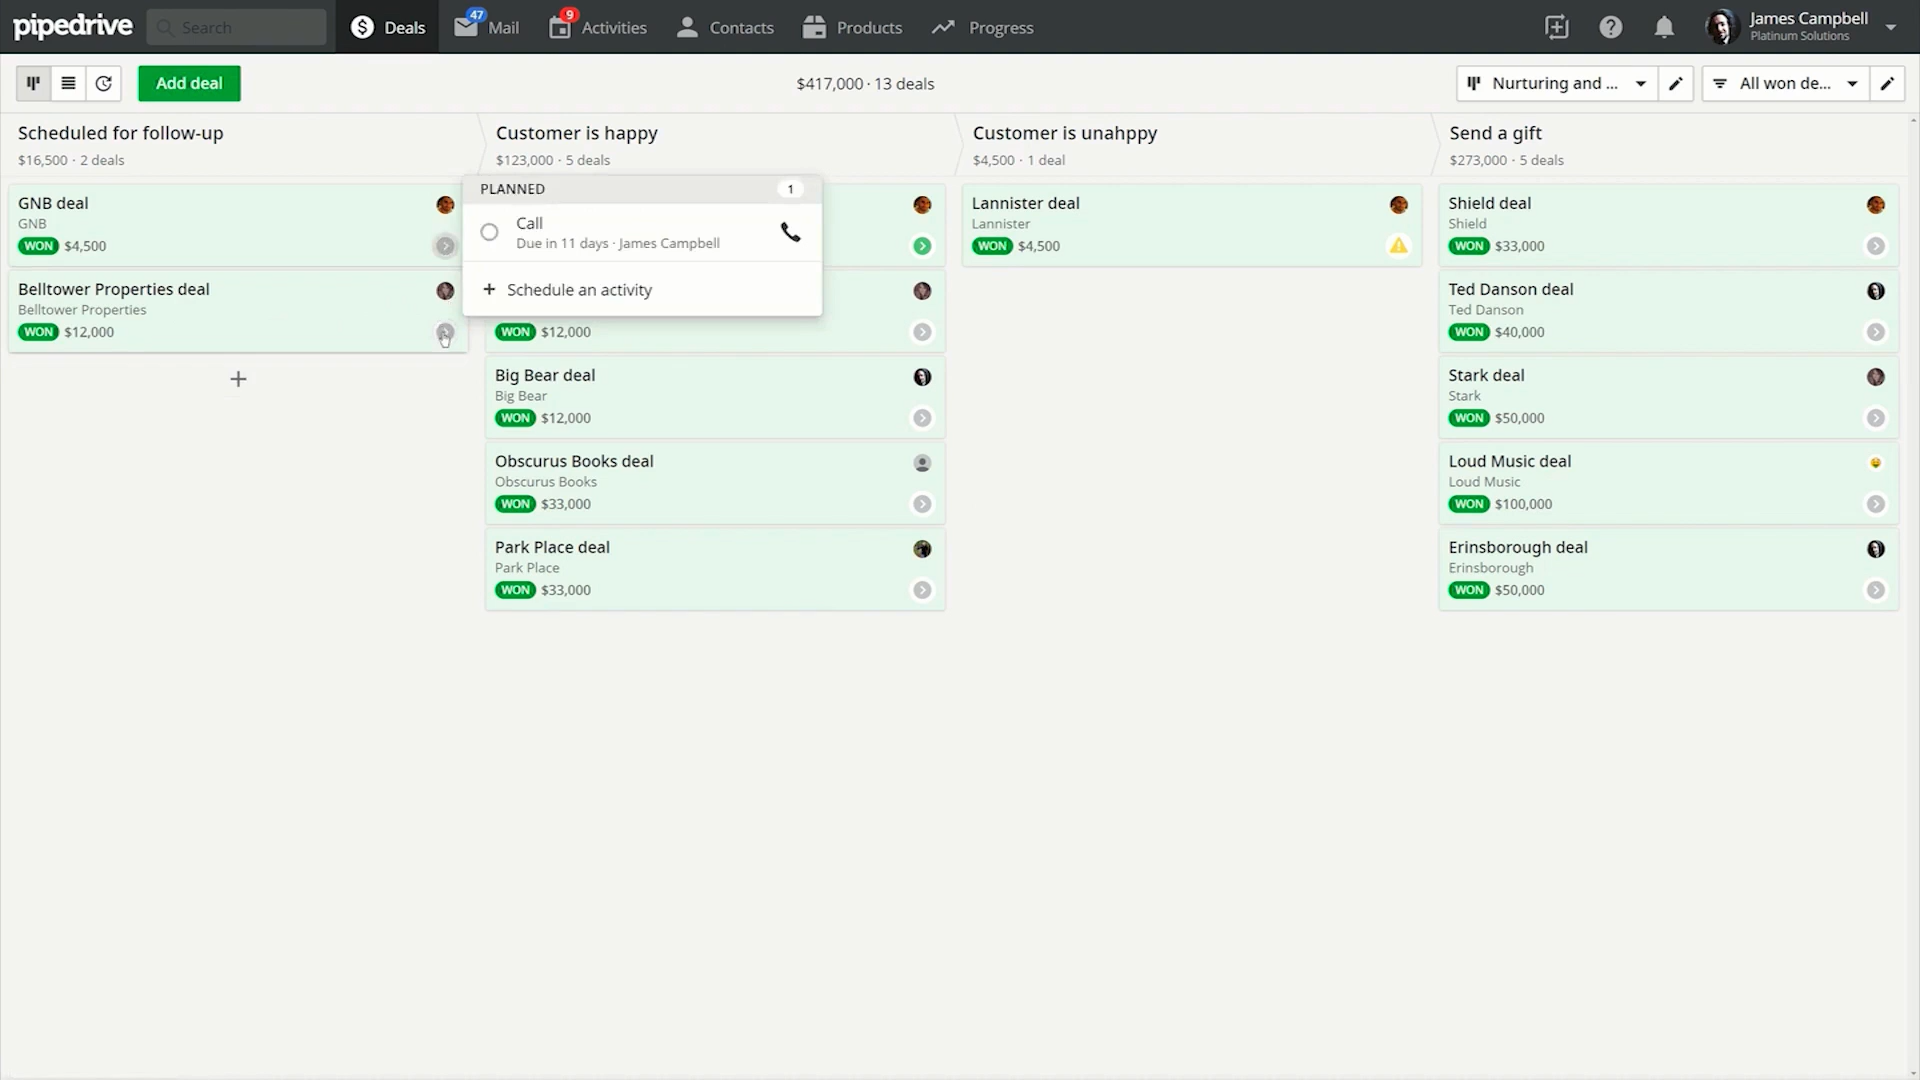 pipedrive
Search
Deals
47
Mail
9
Activities
Contacts
Products
Progress
James Campbell
Platinum Solutions
Add deal
$417,000 · 13 deals
Nurturing and ...
All won de...
Scheduled for follow-up
$16,500 · 2 deals
GNB deal
GNB
WON $4,500
Belltower Properties deal
Belltower Properties
WON $12,000
PLANNED 1
Call
Due in 11 days · James Campbell
+ Schedule an activity
Customer is happy
$123,000 · 5 deals
WON $12,000
Big Bear deal
Big Bear
WON $12,000
Obscurus Books deal
Obscurus Books
WON $33,000
Park Place deal
Park Place
WON $33,000
Customer is unahppy
$4,500 · 1 deal
Lannister deal
Lannister
WON $4,500
Send a gift
$273,000 · 5 deals
Shield deal
Shield
WON $33,000
Ted Danson deal
Ted Danson
WON $40,000
Stark deal
Stark
WON $50,000
Loud Music deal
Loud Music
WON $100,000
Erinsborough deal
Erinsborough
WON $50,000